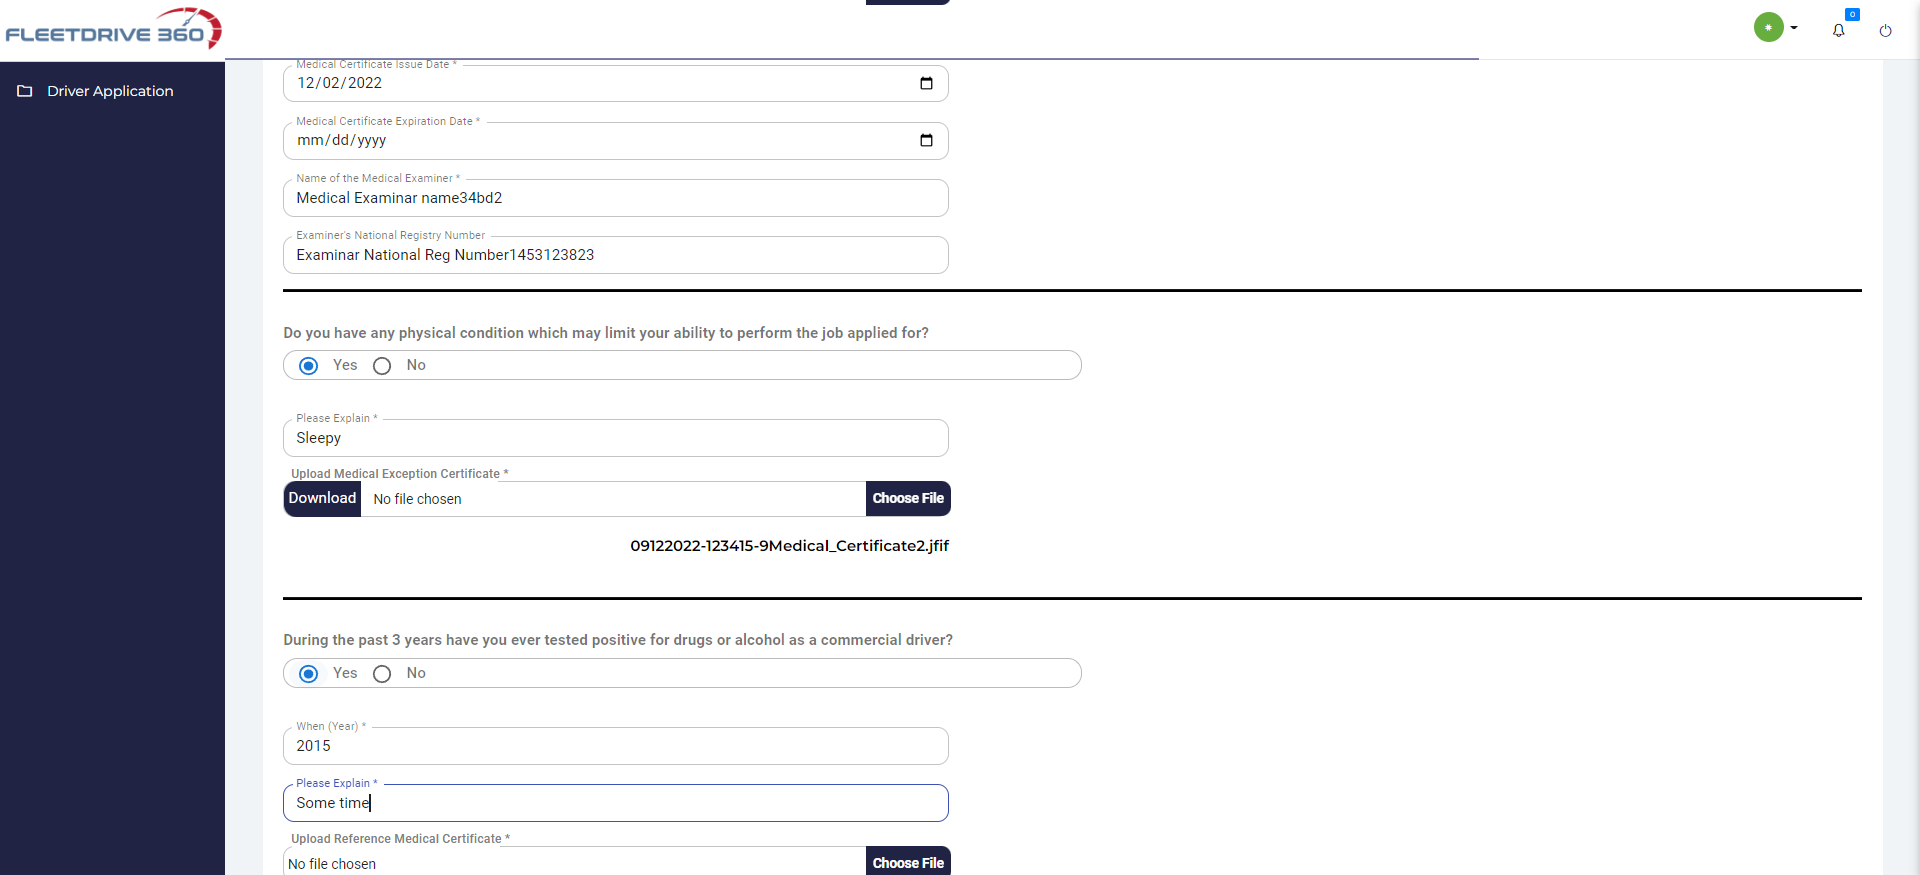 FLEETDRIVE 360
0
Driver Application
Medical Certificate Issue Date *
12/02/2022
Medical Certificate Expiration Date *
mm/dd/yyyy
Name of the Medical Examiner *
Medical Examinar name34bd2
Examiner's National Registry Number
Examinar National Reg Number1453123823
Do you have any physical condition which may limit your ability to perform the job applied for?
Yes No
Please Explain *
Sleepy
Upload Medical Exception Certificate *
Download No file chosen Choose File
09122022-123415-9Medical_Certificate2.jfif
During the past 3 years have you ever tested positive for drugs or alcohol as a commercial driver?
Yes No
When (Year) *
2015
Please Explain *
Some time
Upload Reference Medical Certificate *
No file chosen Choose File